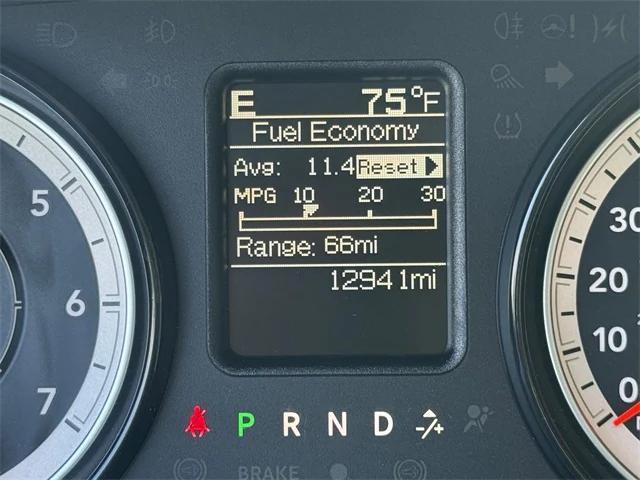 E 75°F
Fuel Economy
Avg: 11.4 Reset
MPG 10 20 30
Range: 66mi
12941mi
5
6
7
30
20
10
0
P R N D -/+
BRAKE